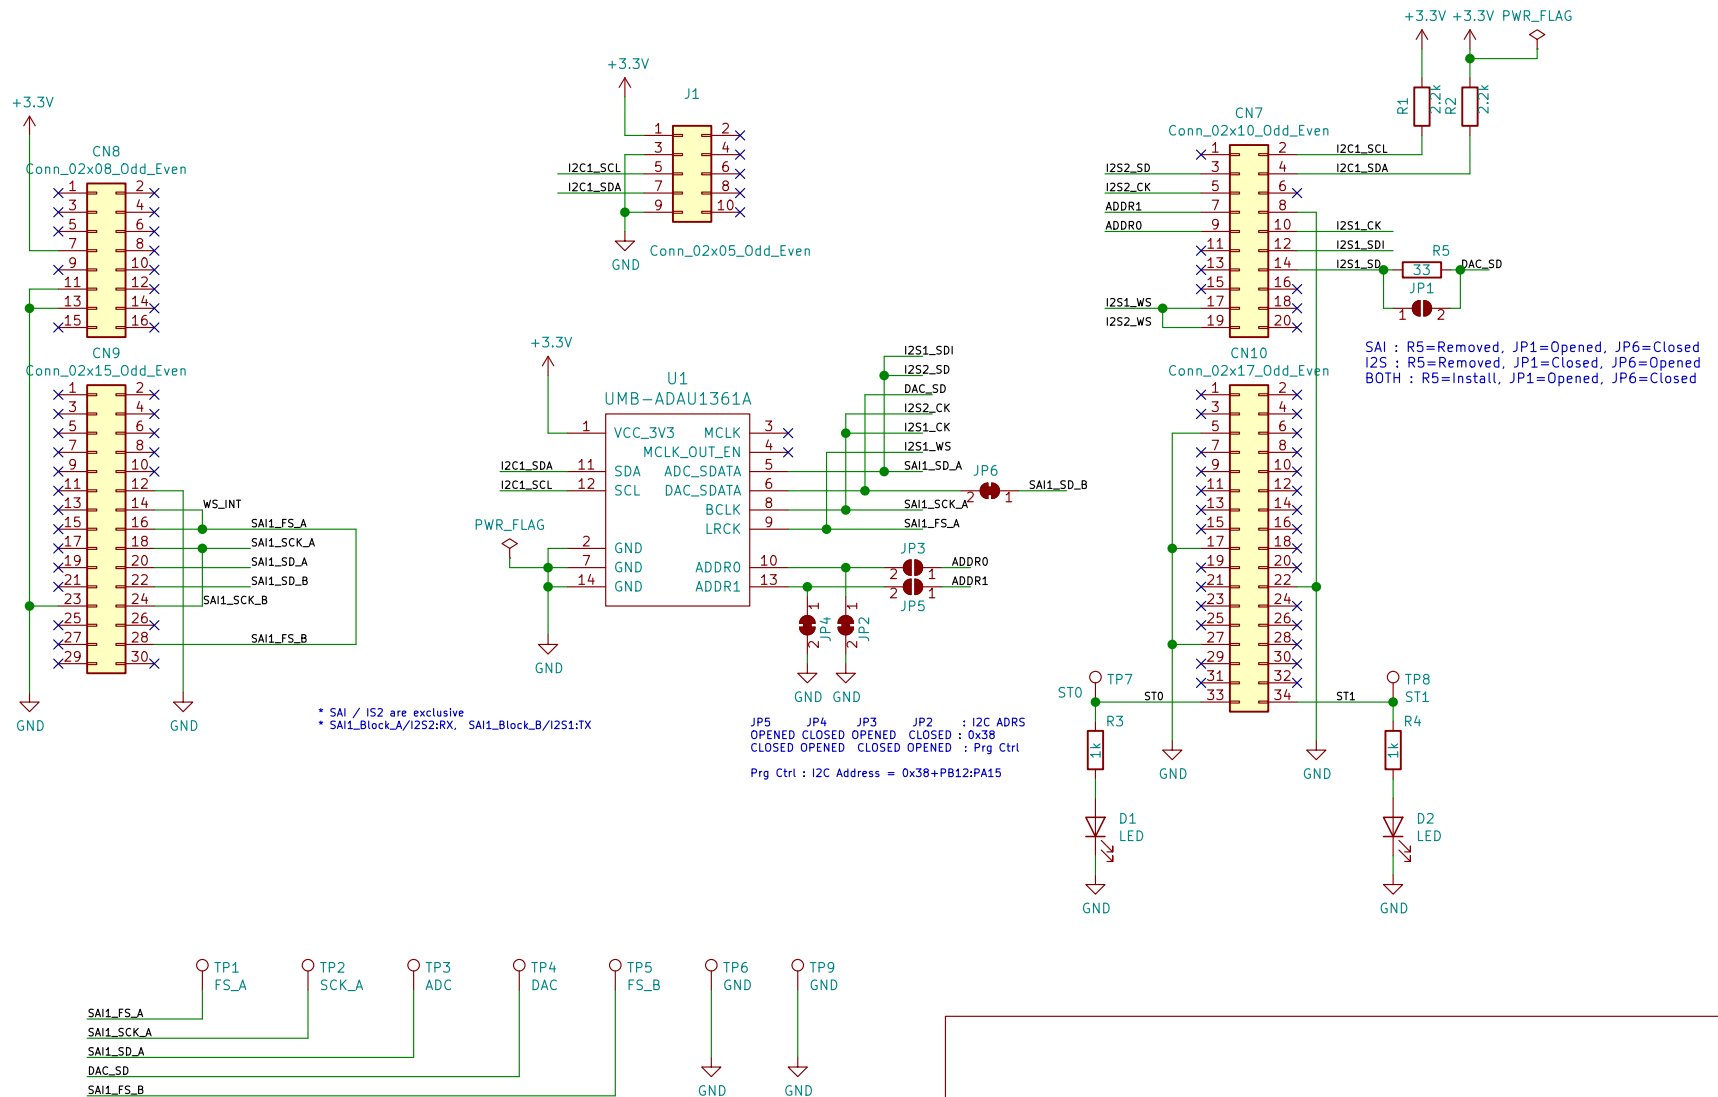 +3.3V +3.3V PWR_FLAG
R1 2.2k
R2 2.2k
+3.3V
CN8
Conn_02x08_Odd_Even
1 2
3 4
5 6
7 8
9 10
11 12
13 14
15 16
CN9
Conn_02x15_Odd_Even
1 2
3 4
5 6
7 8
9 10
11 12
13 14 WS_INT
15 16 SAI1_FS_A
17 18 SAI1_SCK_A
19 20 SAI1_SD_A
21 22 SAI1_SD_B
23 24 SAI1_SCK_B
25 26
27 28 SAI1_FS_B
29 30
GND GND
+3.3V
J1
1 2
3 4
I2C1_SCL 5 6
I2C1_SDA 7 8
9 10
Conn_02x05_Odd_Even
GND
+3.3V
U1
UMB-ADAU1361A
1 VCC_3V3 MCLK 3
MCLK_OUT_EN 4
I2C1_SDA 11 SDA ADC_SDATA 5
I2C1_SCL 12 SCL DAC_SDATA 6
BCLK 8
LRCK 9
2 GND
7 GND ADDR0 10
14 GND ADDR1 13
PWR_FLAG
GND
I2S1_SDI
I2S2_SD
DAC_SD
I2S2_CK
I2S1_CK
I2S1_WS
SAI1_SD_A
JP6
2 1 SAI1_SD_B
SAI1_SCK_A
SAI1_FS_A
JP3
2 1 ADDR0
2 1 ADDR1
JP5
1 JP4 2
1 JP2 2
GND GND
* SAI / IS2 are exclusive
* SAI1_Block_A/I2S2:RX, SAI1_Block_B/I2S1:TX
JP5 JP4 JP3 JP2 : I2C ADRS
OPENED CLOSED OPENED CLOSED : 0x38
CLOSED OPENED CLOSED OPENED : Prg Ctrl
Prg Ctrl : I2C Address = 0x38+PB12:PA15
CN7
Conn_02x10_Odd_Even
1 2 I2C1_SCL
I2S2_SD 3 4 I2C1_SDA
I2S2_CK 5 6
ADDR1 7 8
ADDR0 9 10 I2S1_CK
11 12 I2S1_SDI
13 14 I2S1_SD
15 16
I2S1_WS 17 18
I2S2_WS 19 20
R5
33 DAC_SD
JP1
1 2
SAI : R5=Removed, JP1=Opened, JP6=Closed
I2S : R5=Removed, JP1=Closed, JP6=Opened
BOTH : R5=Install, JP1=Opened, JP6=Closed
CN10
Conn_02x17_Odd_Even
1 2
3 4
5 6
7 8
9 10
11 12
13 14
15 16
17 18
19 20
21 22
23 24
25 26
27 28
29 30
31 32
ST0 33 34 ST1
TP7
ST0
R3
1k
D1
LED
GND
GND GND
TP8
ST1
R4
1k
D2
LED
GND
TP1 TP2 TP3 TP4 TP5 TP6 TP9
FS_A SCK_A ADC DAC FS_B GND GND
SAI1_FS_A
SAI1_SCK_A
SAI1_SD_A
DAC_SD
SAI1_FS_B
GND GND